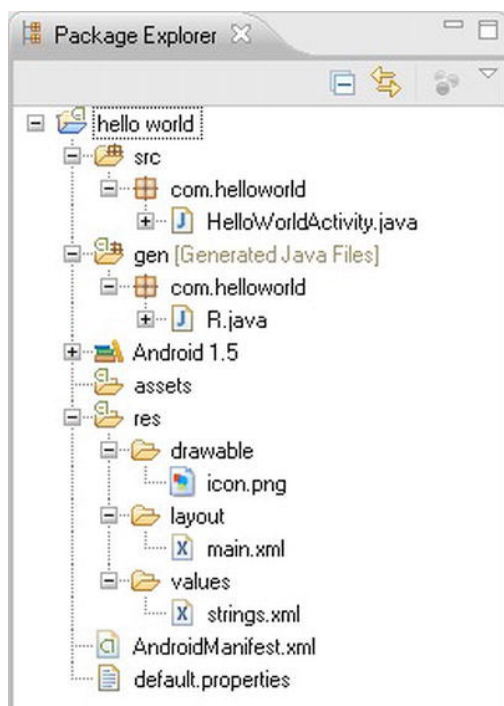 Package Explorer
hello world
src
com.helloworld
HelloWorldActivity.java
gen [Generated Java Files]
com.helloworld
R.java
Android 1.5
assets
res
drawable
icon.png
layout
main.xml
values
strings.xml
AndroidManifest.xml
default.properties